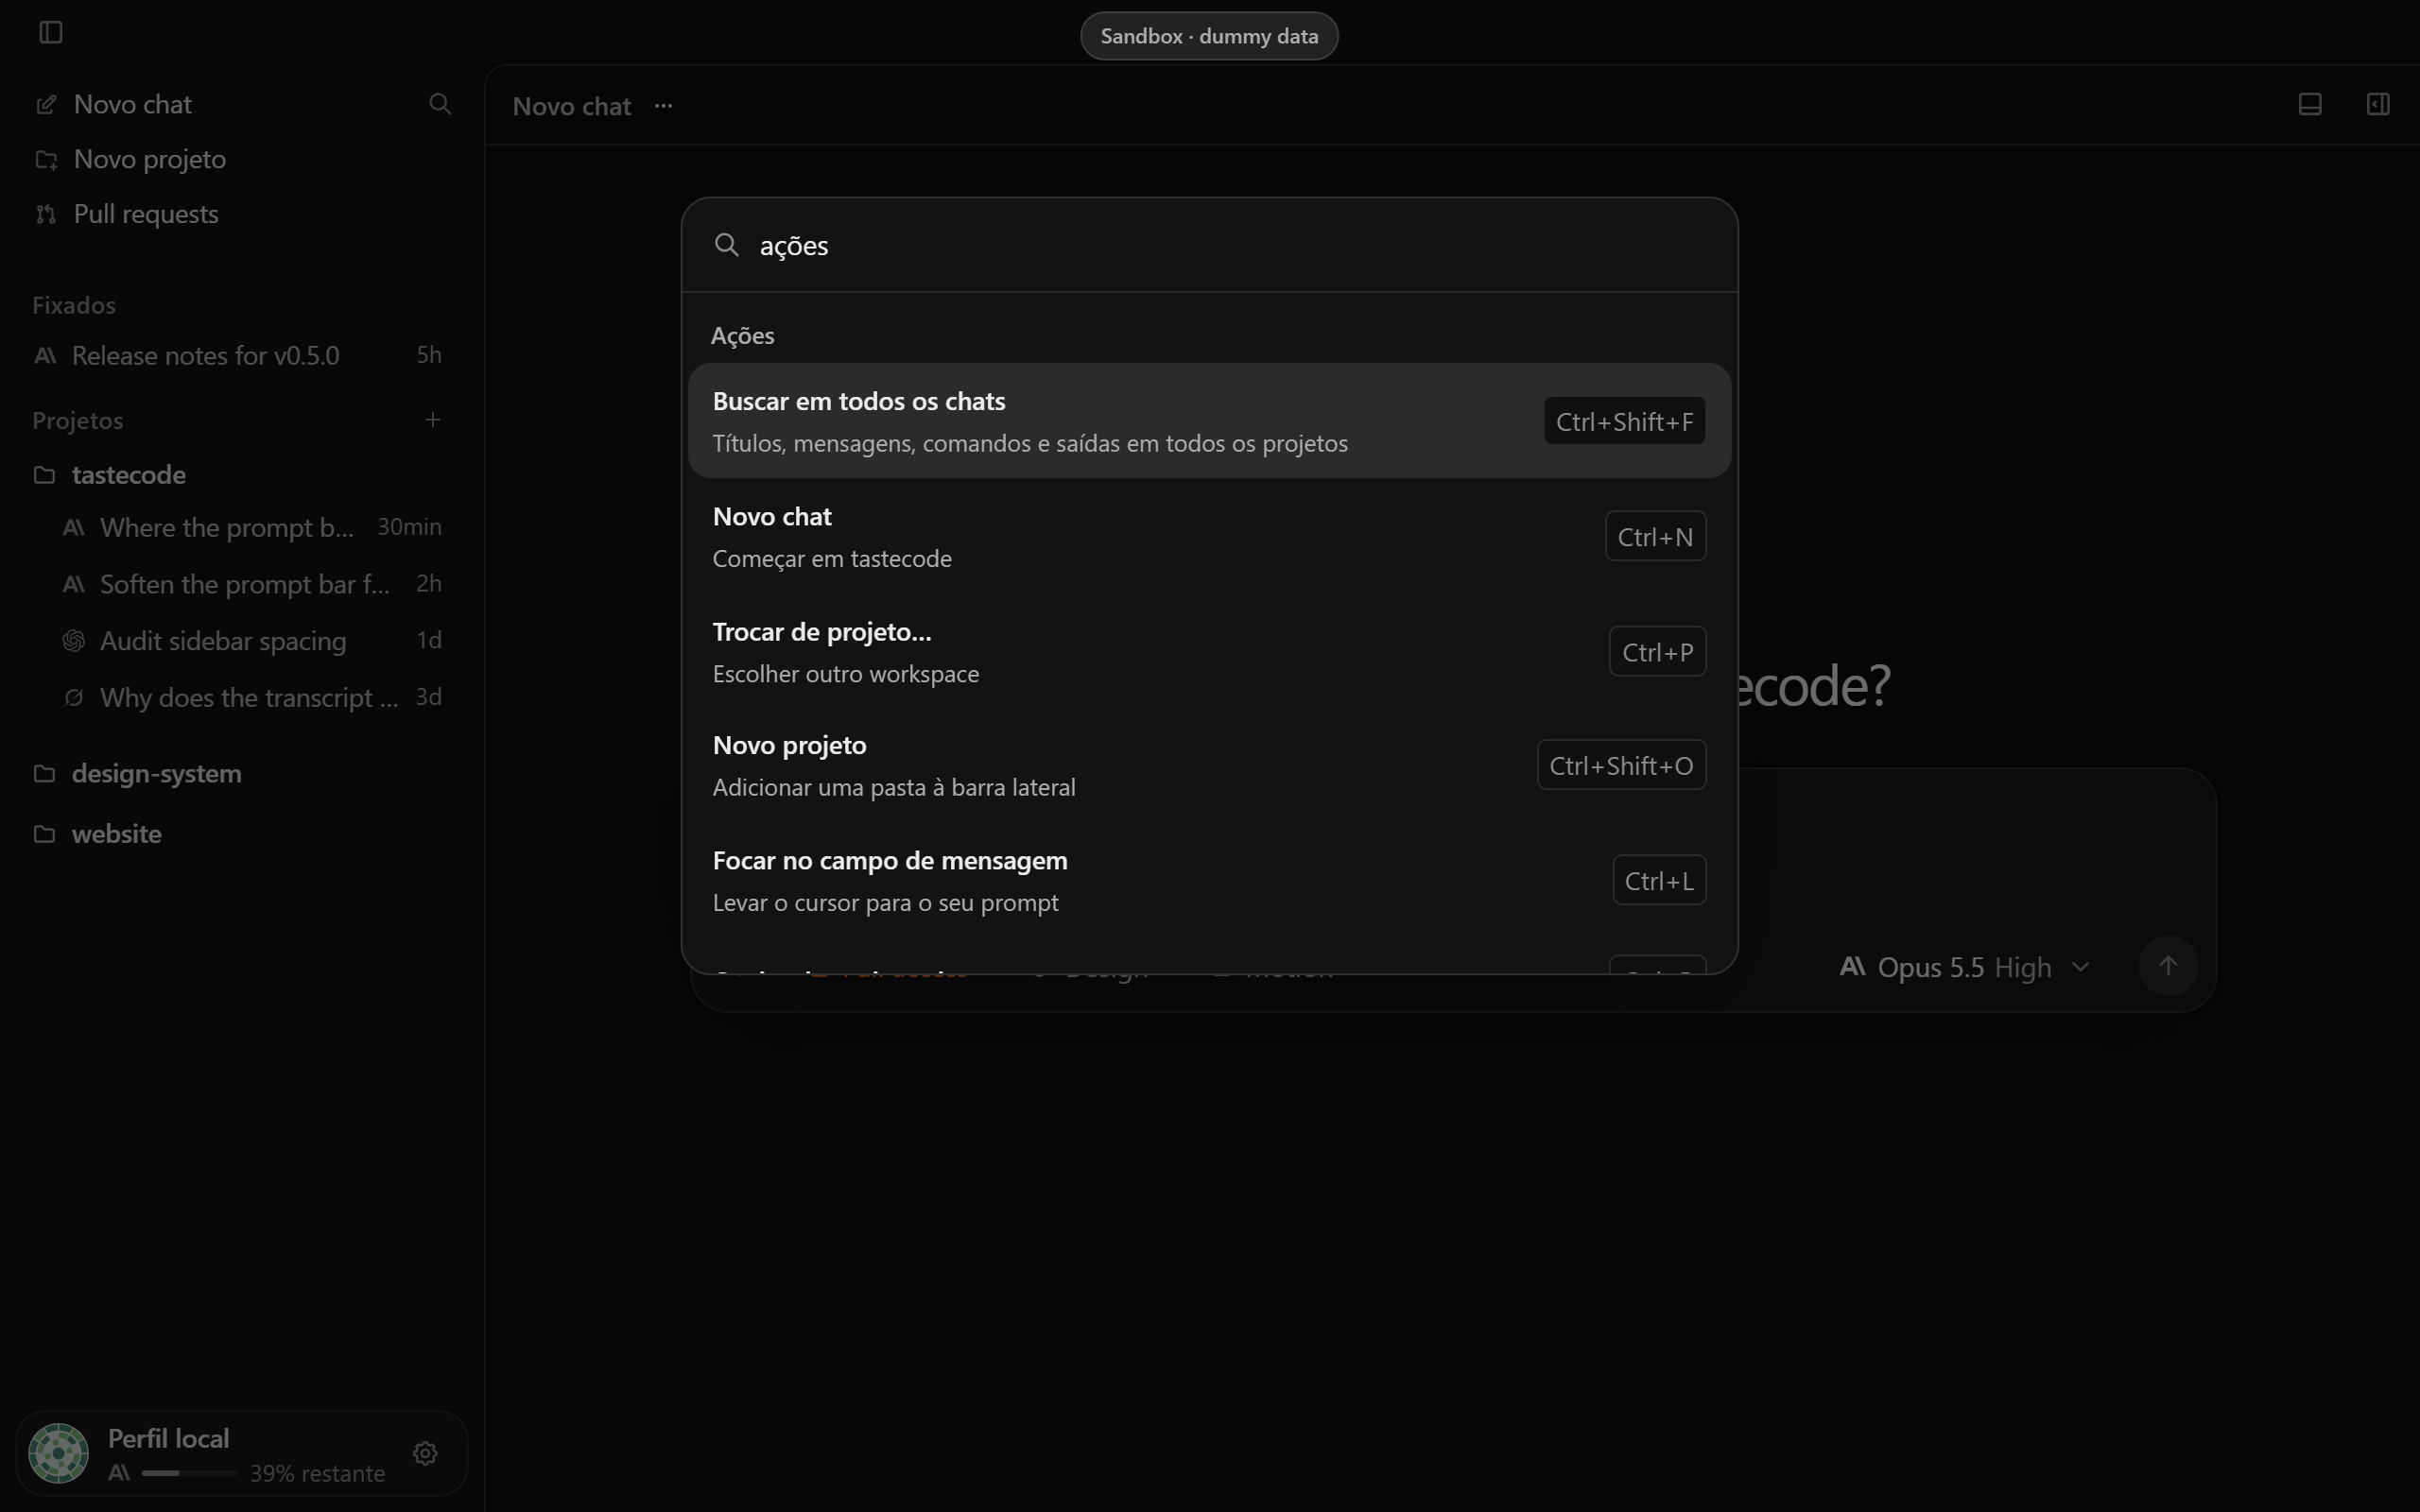 Sandbox · dummy data
Novo chat
Novo projeto
Pull requests
Fixados
Release notes for v0.5.0 5h
Projetos
tastecode
Where the prompt b... 30min
Soften the prompt bar f... 2h
Audit sidebar spacing 1d
Why does the transcript ... 3d
design-system
website
Perfil local
39% restante
Novo chat
ações
Ações
Buscar em todos os chats Ctrl+Shift+F
Títulos, mensagens, comandos e saídas em todos os projetos
Novo chat Ctrl+N
Começar em tastecode
Trocar de projeto... Ctrl+P
Escolher outro workspace
Novo projeto Ctrl+Shift+O
Adicionar uma pasta à barra lateral
Focar no campo de mensagem Ctrl+L
Levar o cursor para o seu prompt
ecode?
Opus 5.5 High